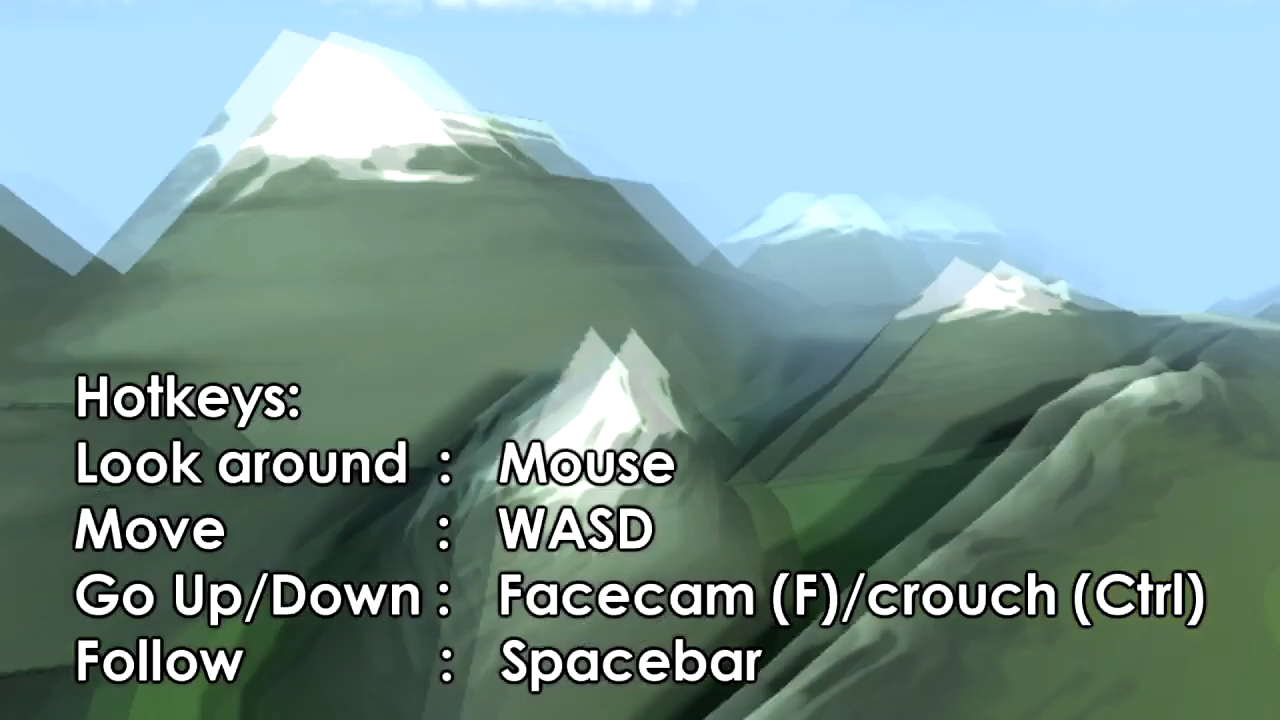 Hotkeys:
Look around : Mouse
Move : WASD
Go Up/Down : Facecam (F)/crouch (Ctrl)
Follow : Spacebar